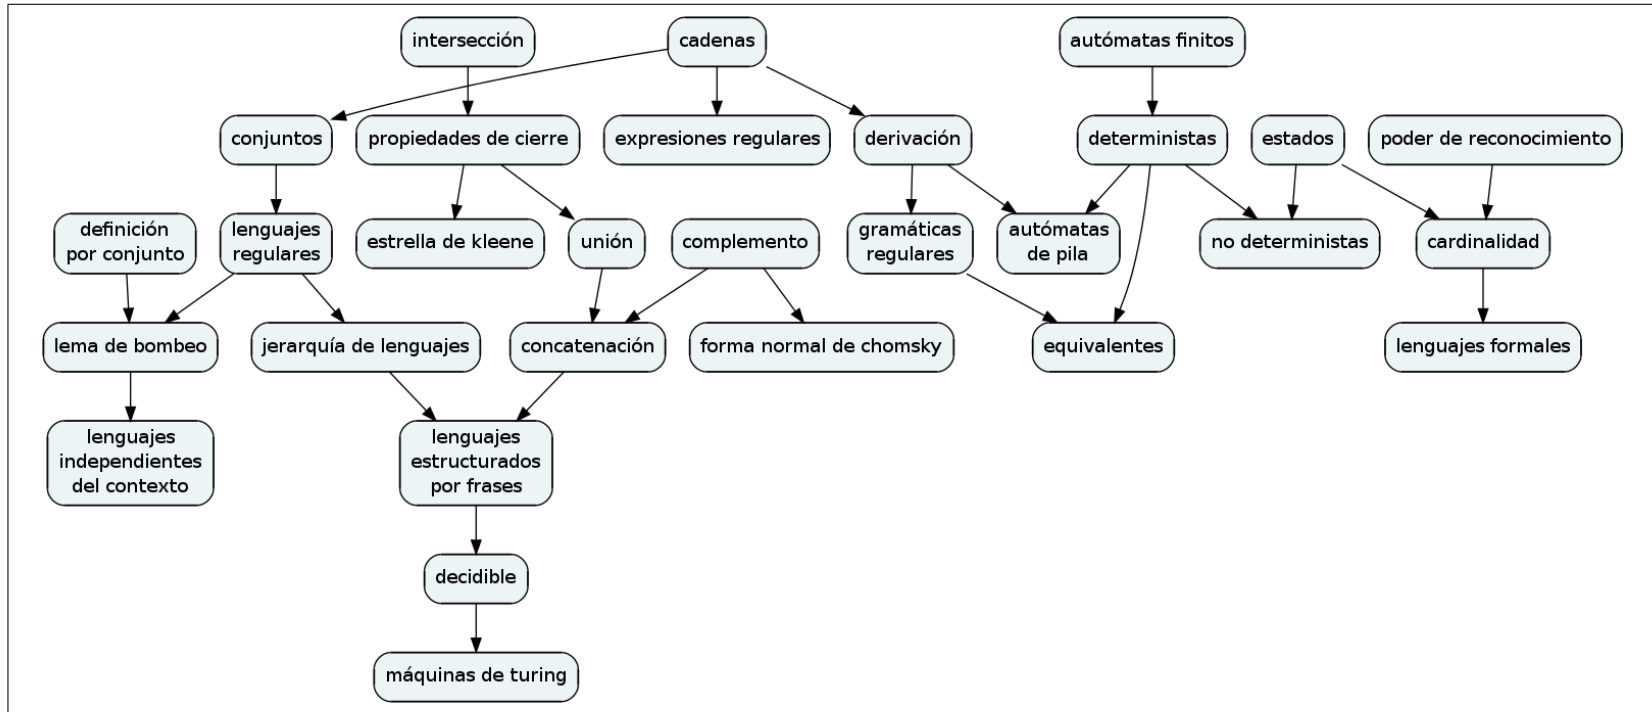 intersección
cadenas
autómatas finitos
conjuntos
propiedades de cierre
expresiones regulares
derivación
deterministas
estados
poder de reconocimiento
definición
por conjunto
lenguajes
regulares
estrella de kleene
unión
complemento
gramáticas
regulares
autómatas
de pila
no deterministas
cardinalidad
lema de bombeo
jerarquía de lenguajes
concatenación
forma normal de chomsky
equivalentes
lenguajes formales
lenguajes
independientes
del contexto
lenguajes
estructurados
por frases
decidible
máquinas de turing